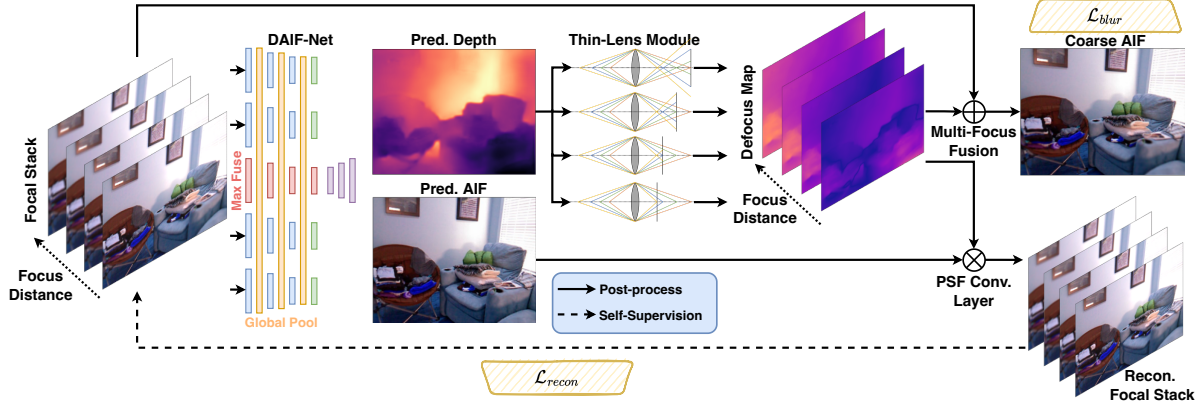 DAIF-Net
Pred. Depth
Thin-Lens Module
L_blur
Coarse AIF
Focal Stack
Max Fuse
Defocus Map
Multi-Focus
Fusion
Pred. AIF
Focus
Distance
Focus
Distance
PSF Conv.
Layer
Post-process
Self-Supervision
Global Pool
L_recon
Recon.
Focal Stack